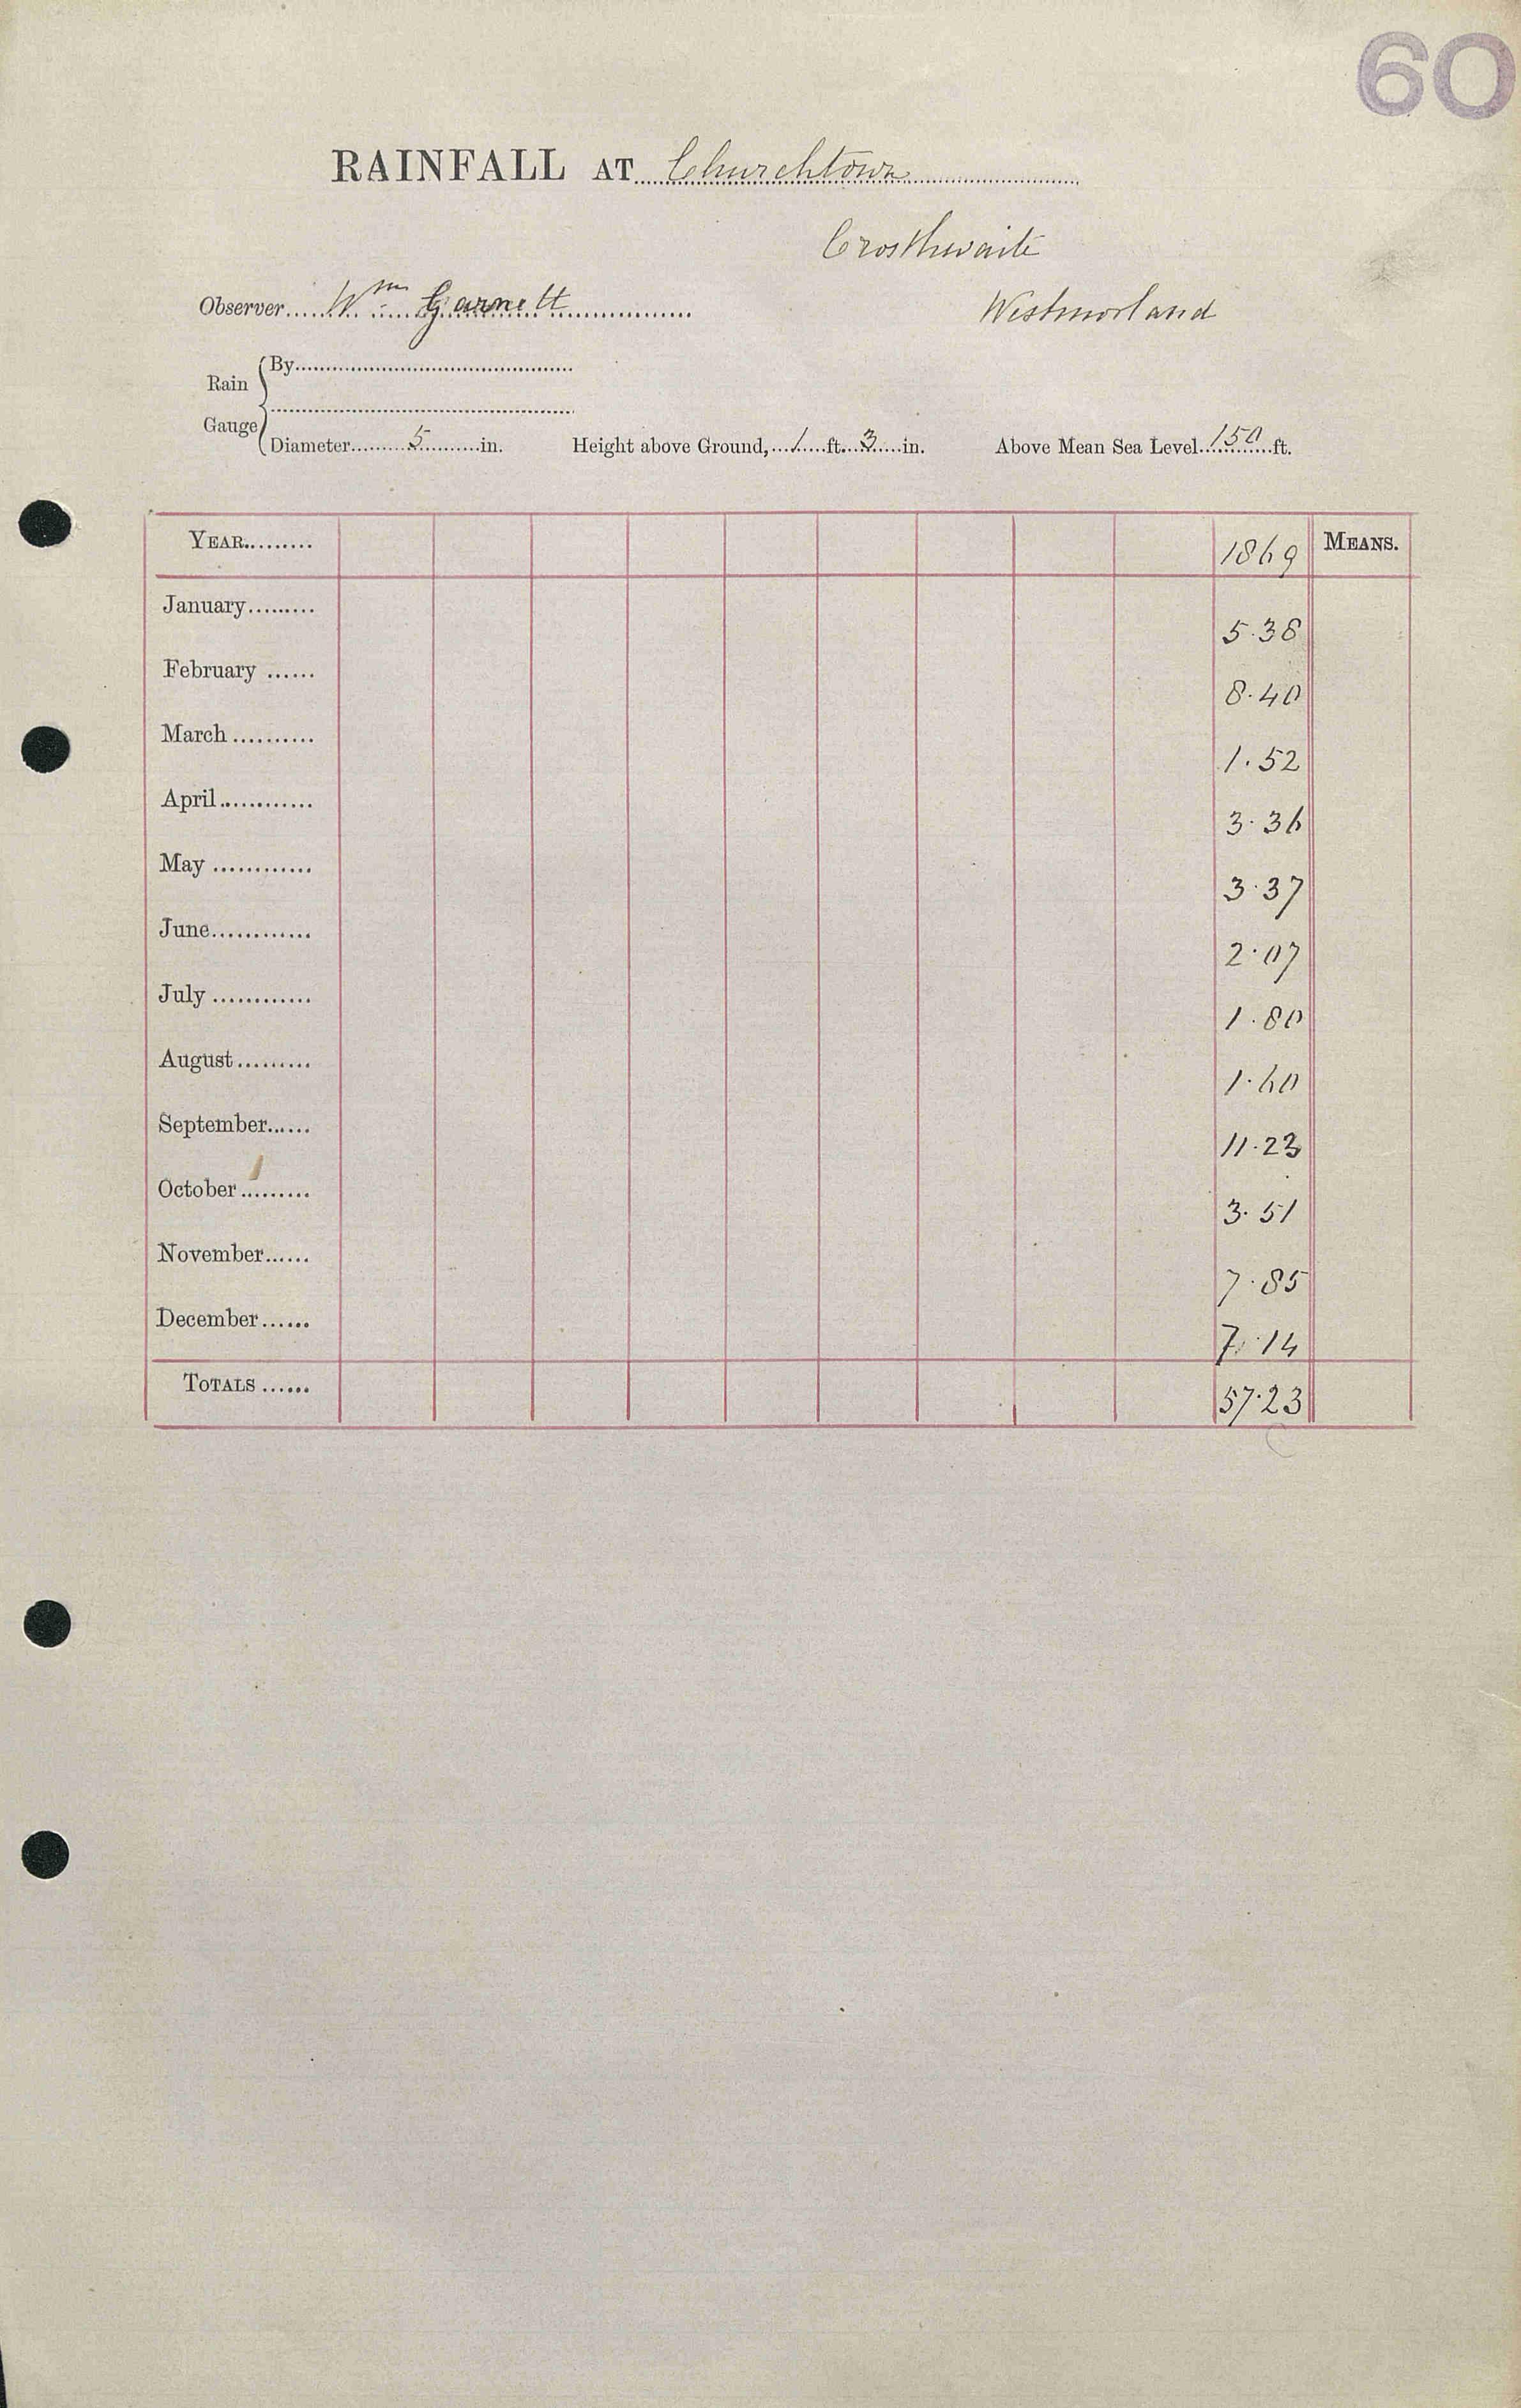 60
RAINFALL AT Churchtown
Crosthwaite
Observer Wm Garnett Westmorland
By
Rain
Gauge
Diameter 5 in. Height above Ground, 1 ft. 3 in. Above Mean Sea Level 150 ft.
YEAR 1869 MEANS.
January 5.38
February 8.40
March 1.52
April 3.36
May 3.37
June 2.07
July 1.80
August 1.60
September 11.23
October 3.51
November 7.85
December 7.14
TOTALS 57.23